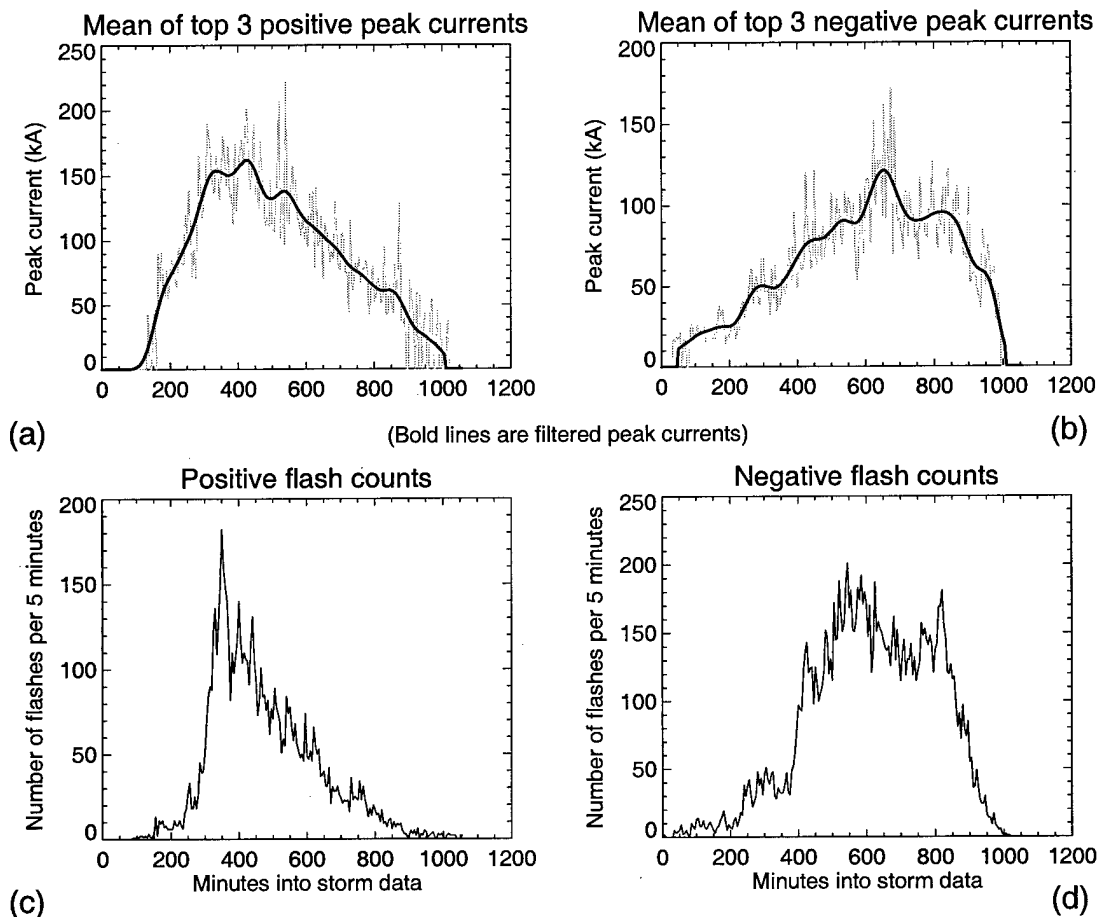 Mean of top 3 positive peak currents
250
200
150
100
50
0
Peak current (kA)
0 200 400 600 800 1000 1200
(a)
Mean of top 3 negative peak currents
200
150
100
50
0
Peak current (kA)
0 200 400 600 800 1000 1200
(b)
(Bold lines are filtered peak currents)
Positive flash counts
200
150
100
50
0
Number of flashes per 5 minutes
0 200 400 600 800 1000 1200
Minutes into storm data
(c)
Negative flash counts
250
200
150
100
50
0
Number of flashes per 5 minutes
0 200 400 600 800 1000 1200
Minutes into storm data
(d)